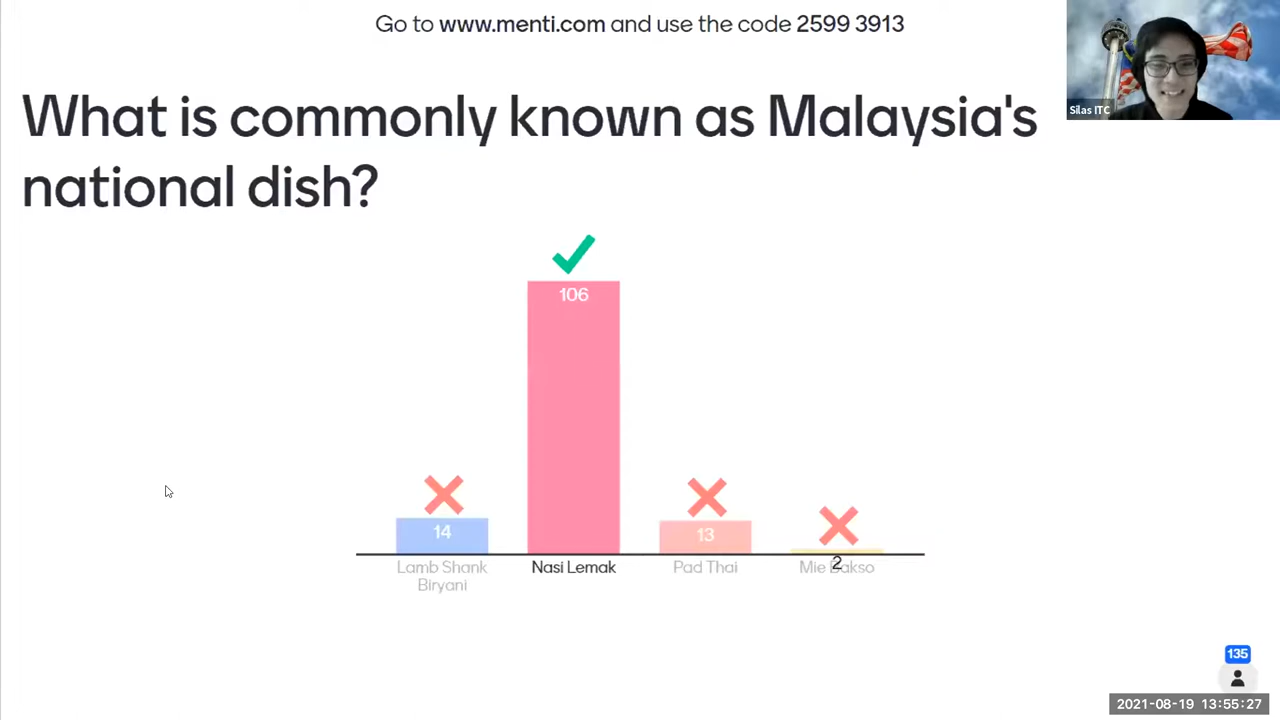 Go to www.menti.com and use the code 2599 3913
Silas ITC
What is commonly known as Malaysia's
national dish?
106
14
13
2
Lamb Shank
Biryani
Nasi Lemak
Pad Thai
Mie Bakso
135
2021-08-19 13:55:27